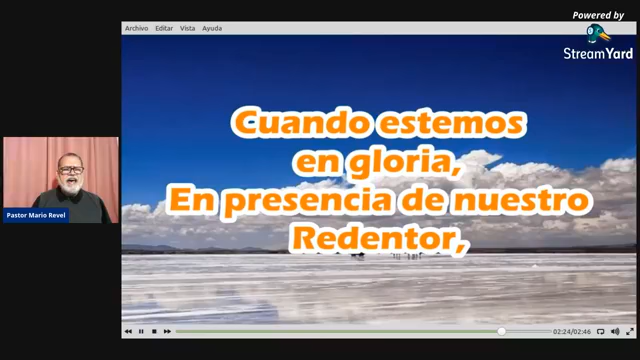 Powered by
StreamYard
Archivo Editar Vista Ayuda
Cuando estemos
en gloria,
En presencia de nuestro
Redentor,
Pastor Mario Revel
02:24/02:46